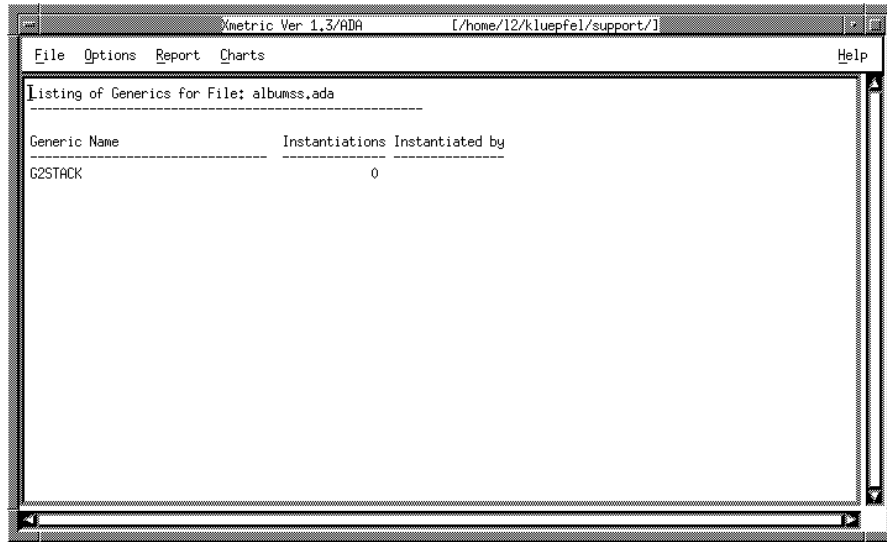 Xmetric Ver 1.3/ADA [/home/l2/kluepfel/support/]
File Options Report Charts Help
Listing of Generics for File: albumss.ada
-----------------------------------------------------
Generic Name Instantiations Instantiated by
-------------------------------- -------------- ---------------
G2STACK 0